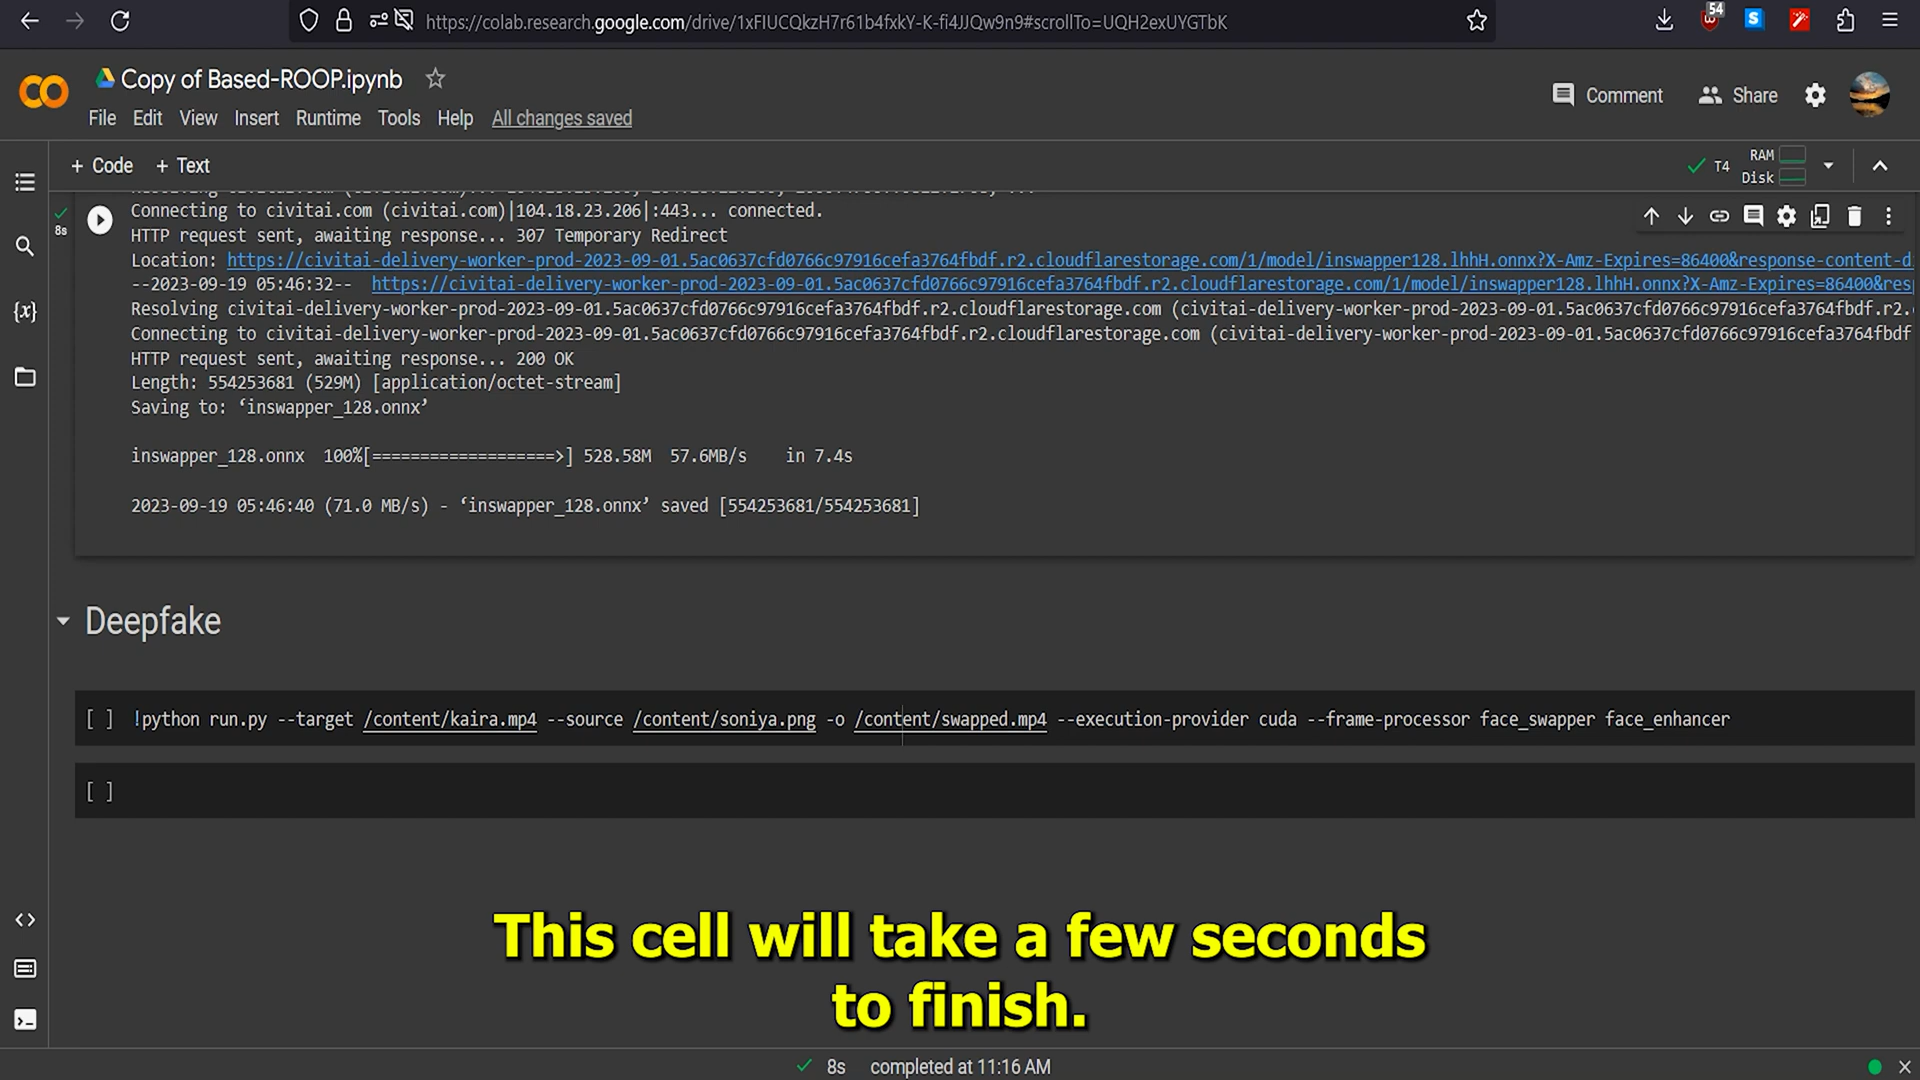 https://colab.research.google.com/drive/1xFIUCQkzH7r61b4fxkY-K-fi4JJQw9n9#scrollTo=UQH2exUYGTbK
54
S
CO Copy of Based-ROOP.ipynb
Comment Share
File Edit View Insert Runtime Tools Help All changes saved
+ Code + Text
T4 RAM
Disk
Connecting to civitai.com (civitai.com)|104.18.23.206|:443... connected.
8s
HTTP request sent, awaiting response... 307 Temporary Redirect
Location: https://civitai-delivery-worker-prod-2023-09-01.5ac0637cfd0766c97916cefa3764fbdf.r2.cloudflarestorage.com/1/model/inswapper128.lhhH.onnx?X-Amz-Expires=86400&response-content-d
--2023-09-19 05:46:32-- https://civitai-delivery-worker-prod-2023-09-01.5ac0637cfd0766c97916cefa3764fbdf.r2.cloudflarestorage.com/1/model/inswapper128.lhhH.onnx?X-Amz-Expires=86400&resp
Resolving civitai-delivery-worker-prod-2023-09-01.5ac0637cfd0766c97916cefa3764fbdf.r2.cloudflarestorage.com (civitai-delivery-worker-prod-2023-09-01.5ac0637cfd0766c97916cefa3764fbdf.r2.
Connecting to civitai-delivery-worker-prod-2023-09-01.5ac0637cfd0766c97916cefa3764fbdf.r2.cloudflarestorage.com (civitai-delivery-worker-prod-2023-09-01.5ac0637cfd0766c97916cefa3764fbdf
HTTP request sent, awaiting response... 200 OK
Length: 554253681 (529M) [application/octet-stream]
Saving to: ‘inswapper_128.onnx’
inswapper_128.onnx 100%[===================>] 528.58M 57.6MB/s in 7.4s
2023-09-19 05:46:40 (71.0 MB/s) - ‘inswapper_128.onnx’ saved [554253681/554253681]
Deepfake
[ ] !python run.py --target /content/kaira.mp4 --source /content/soniya.png -o /content/swapped.mp4 --execution-provider cuda --frame-processor face_swapper face_enhancer
[ ]
This cell will take a few seconds
to finish.
8s completed at 11:16 AM